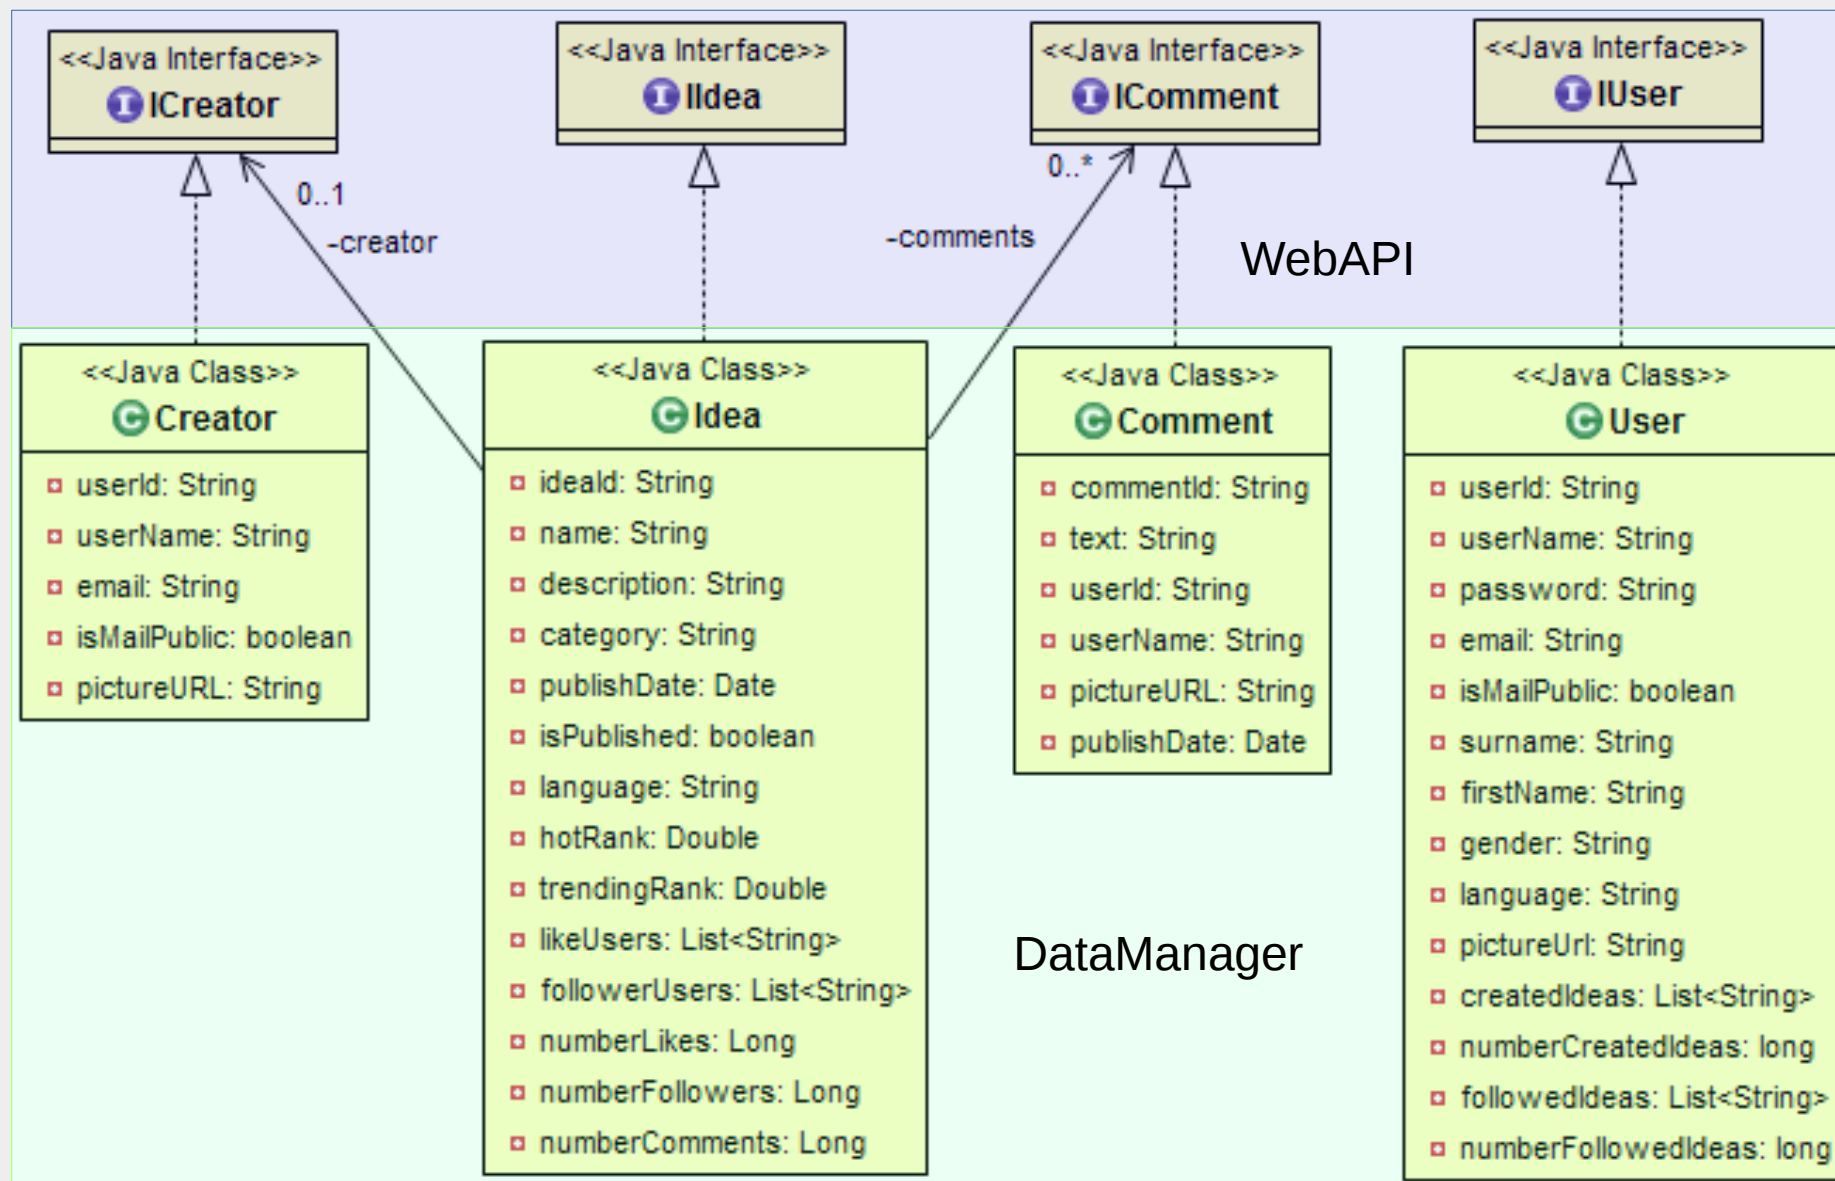 <<Java Interface>>
ICreator
<<Java Interface>>
IIdea
<<Java Interface>>
IComment
<<Java Interface>>
IUser
0..1
-creator
0..*
-comments
WebAPI
<<Java Class>>
Creator
userId: String
userName: String
email: String
isMailPublic: boolean
pictureURL: String
<<Java Class>>
Idea
ideaId: String
name: String
description: String
category: String
publishDate: Date
isPublished: boolean
language: String
hotRank: Double
trendingRank: Double
likeUsers: List<String>
followerUsers: List<String>
numberLikes: Long
numberFollowers: Long
numberComments: Long
<<Java Class>>
Comment
commentId: String
text: String
userId: String
userName: String
pictureURL: String
publishDate: Date
DataManager
<<Java Class>>
User
userId: String
userName: String
password: String
email: String
isMailPublic: boolean
surname: String
firstName: String
gender: String
language: String
pictureUrl: String
createdIdeas: List<String>
numberCreatedIdeas: long
followedIdeas: List<String>
numberFollowedIdeas: long